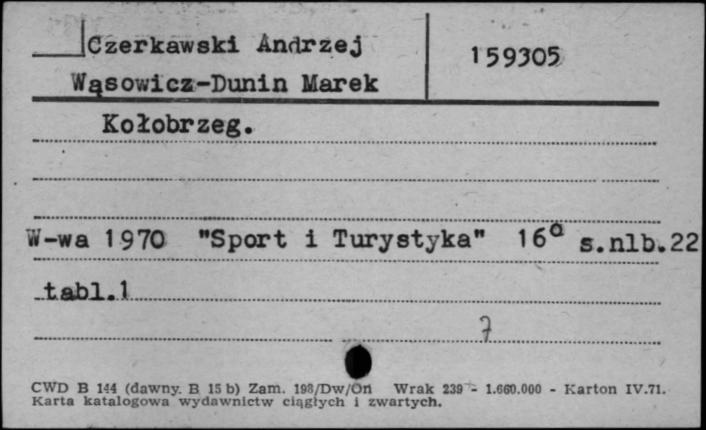 Czerkawski Andrzej
159305
Wąsowicz-Dunin Marek
Kołobrzeg.
W-wa 1970 "Sport i Turystyka" 16° s.nlb.22
tabl.1
7
CWD B 144 (dawny. B 15 b) Zam. 198/Dw/On Wrak 239 - 1.660.000 - Karton IV.71.
Karta katalogowa wydawnictw ciągłych i zwartych.